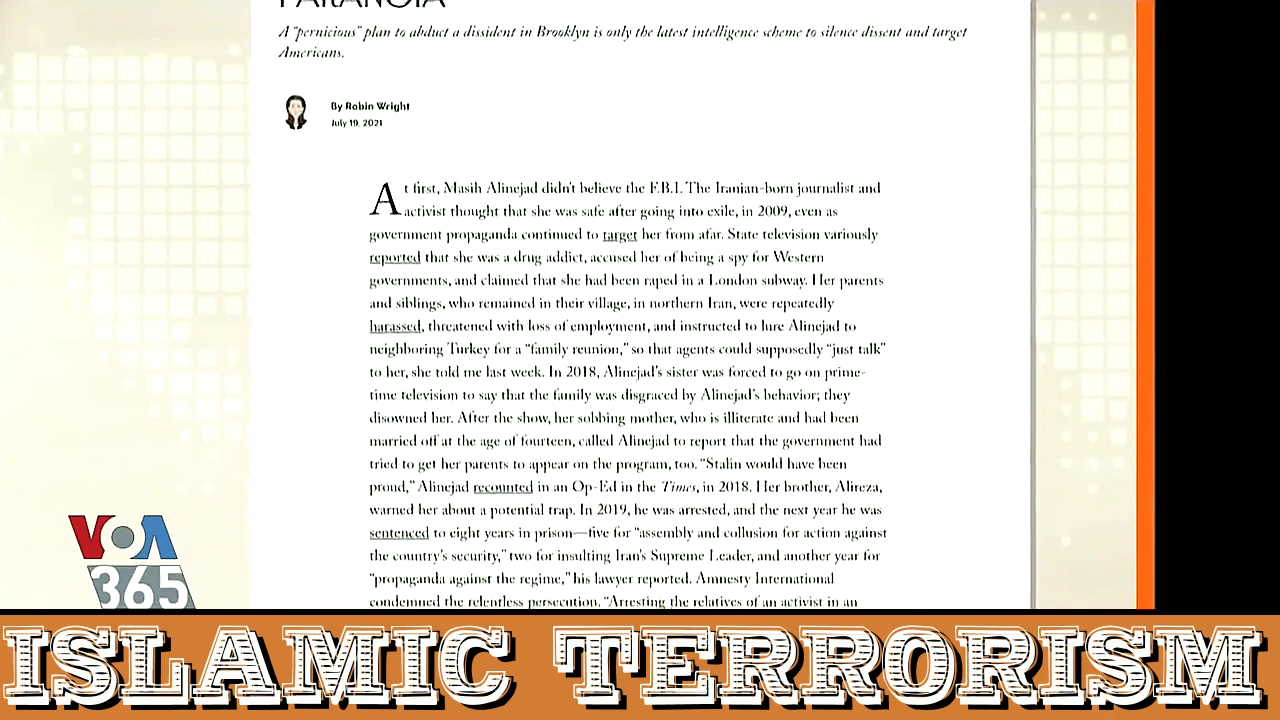 PARANOIA
A "pernicious" plan to abduct a dissident in Brooklyn is only the latest intelligence scheme to silence dissent and target
Americans.
By Robin Wright
July 19, 2021
At first, Masih Alinejad didn't believe the F.B.I. The Iranian-born journalist and
activist thought that she was safe after going into exile, in 2009, even as
government propaganda continued to target her from afar. State television variously
reported that she was a drug addict, accused her of being a spy for Western
governments, and claimed that she had been raped in a London subway. Her parents
and siblings, who remained in their village, in northern Iran, were repeatedly
harassed, threatened with loss of employment, and instructed to lure Alinejad to
neighboring Turkey for a "family reunion," so that agents could supposedly "just talk"
to her, she told me last week. In 2018, Alinejad's sister was forced to go on prime-
time television to say that the family was disgraced by Alinejad's behavior; they
disowned her. After the show, her sobbing mother, who is illiterate and had been
married off at the age of fourteen, called Alinejad to report that the government had
tried to get her parents to appear on the program, too. "Stalin would have been
proud," Alinejad recounted in an Op-Ed in the Times, in 2018. Her brother, Alireza,
warned her about a potential trap. In 2019, he was arrested, and the next year he was
sentenced to eight years in prison—five for "assembly and collusion for action against
the country's security," two for insulting Iran's Supreme Leader, and another year for
"propaganda against the regime," his lawyer reported. Amnesty International
condemned the relentless persecution. "Arresting the relatives of an activist in an
VOA
365
ISLAMIC TERRORISM